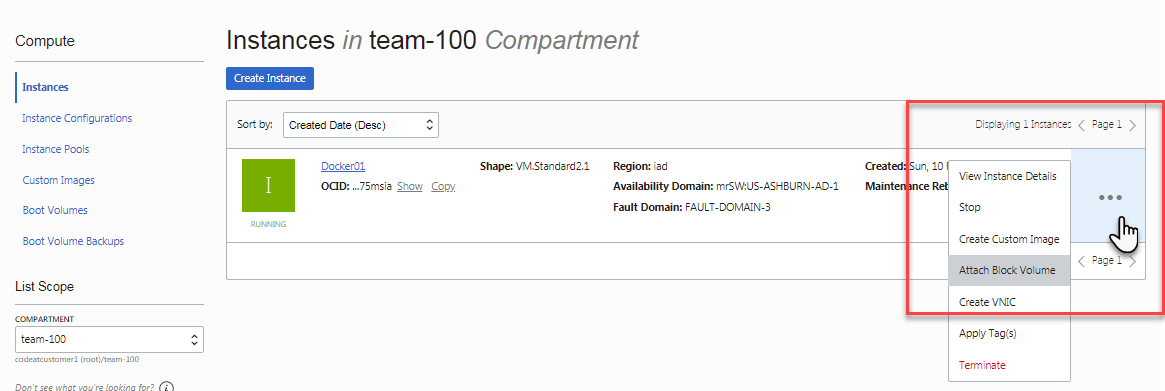 Compute
Instances
Instance Configurations
Instance Pools
Custom Images
Boot Volumes
Boot Volume Backups
List Scope
COMPARTMENT
team-100
codeatcustomer1 (root)/team-100
Don't see what you're looking for?
Instances in team-100 Compartment
Create Instance
Sort by: Created Date (Desc)
Displaying 1 Instances Page 1
I
RUNNING
Docker01
OCID: ...75msia Show Copy
Shape: VM.Standard2.1
Region: iad
Availability Domain: mrSW:US-ASHBURN-AD-1
Fault Domain: FAULT-DOMAIN-3
Created: Sun, 10
Maintenance Reb
View Instance Details
Stop
Create Custom Image
Attach Block Volume
Create VNIC
Apply Tag(s)
Terminate
Page 1